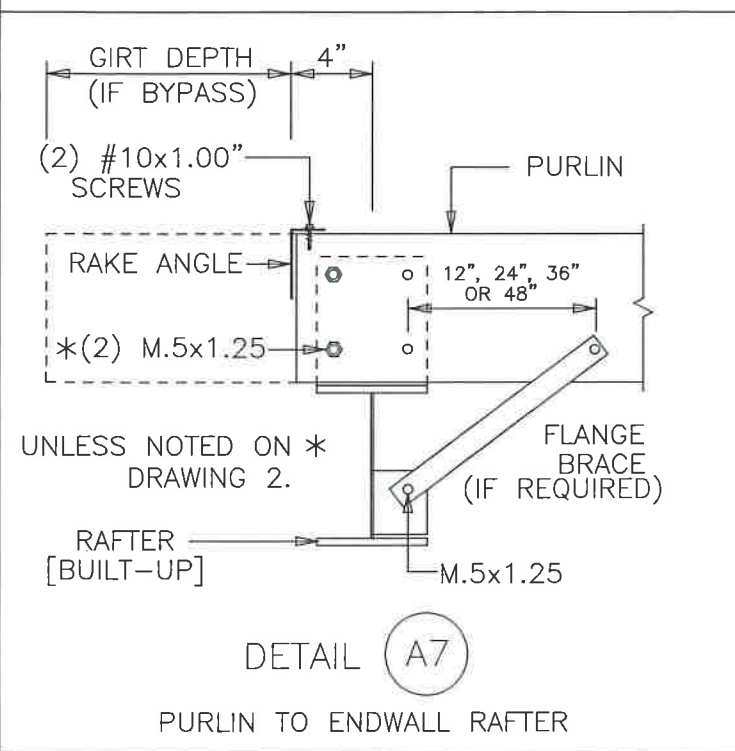 GIRT DEPTH
(IF BYPASS)
4"
(2) #10x1.00"
SCREWS
PURLIN
RAKE ANGLE
12", 24", 36"
OR 48"
*(2) M.5x1.25
UNLESS NOTED ON *
DRAWING 2.
FLANGE
BRACE
(IF REQUIRED)
RAFTER
[BUILT-UP]
M.5x1.25
DETAIL A7
PURLIN TO ENDWALL RAFTER